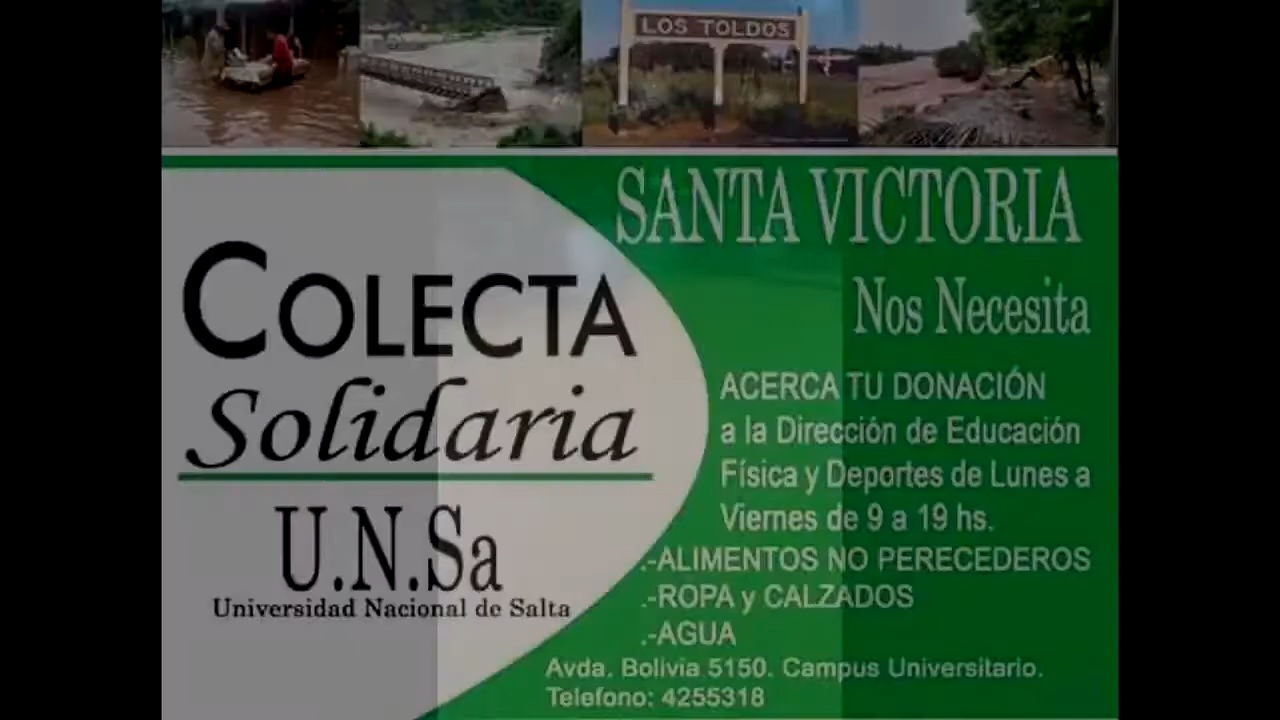 LOS TOLDOS
SANTA VICTORIA
Nos Necesita
COLECTA
Solidaria
U.N.Sa
Universidad Nacional de Salta
ACERCA TU DONACIÓN
a la Dirección de Educación
Física y Deportes de Lunes a
Viernes de 9 a 19 hs.
.-ALIMENTOS NO PERECEDEROS
.-ROPA y CALZADOS
.-AGUA
Avda. Bolivia 5150. Campus Universitario.
Telefono: 4255318